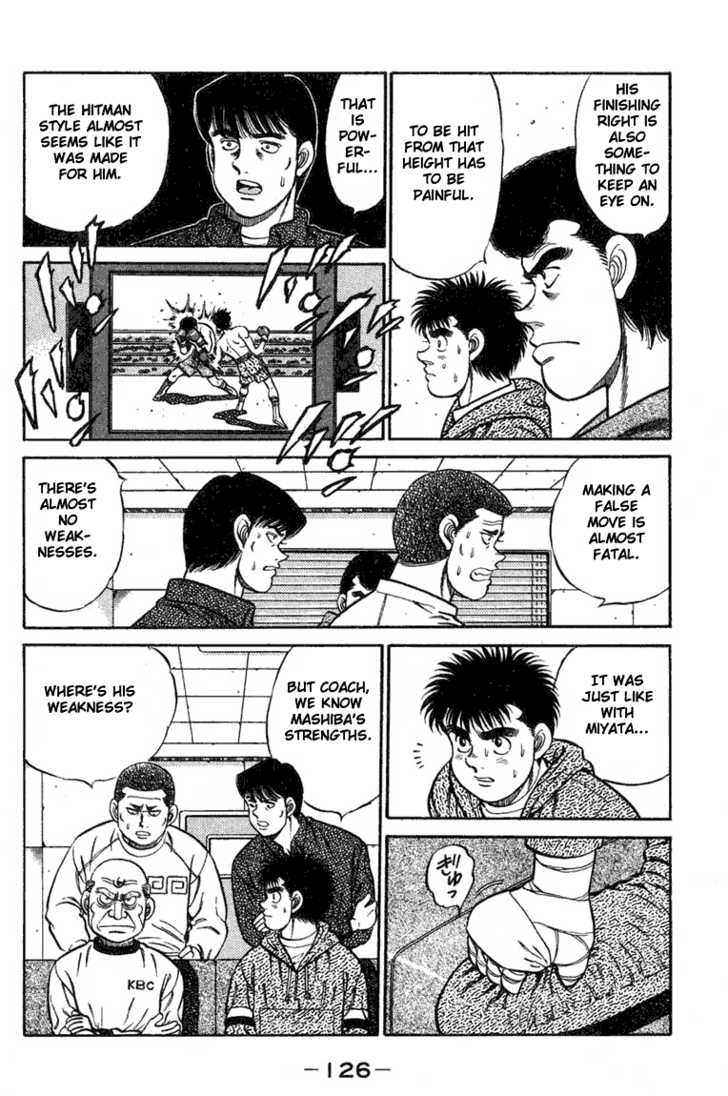 HIS
FINISHING
RIGHT IS
ALSO
SOME-
THING TO
KEEP AN
EYE ON.
TO BE HIT
FROM THAT
HEIGHT HAS
TO BE
PAINFUL.
THAT
IS
POW-
ER-
FUL...
THE HITMAN
STYLE ALMOST
SEEMS LIKE IT
WAS MADE
FOR HIM.
MAKING A
FALSE
MOVE IS
ALMOST
FATAL.
THERE'S
ALMOST
NO
WEAK-
NESSES.
IT WAS
JUST LIKE
WITH
MIYATA...
ぎゅっ
BUT COACH,
WE KNOW
MASHIBA'S
STRENGTHS.
WHERE'S HIS
WEAKNESS?
KBC
-126-